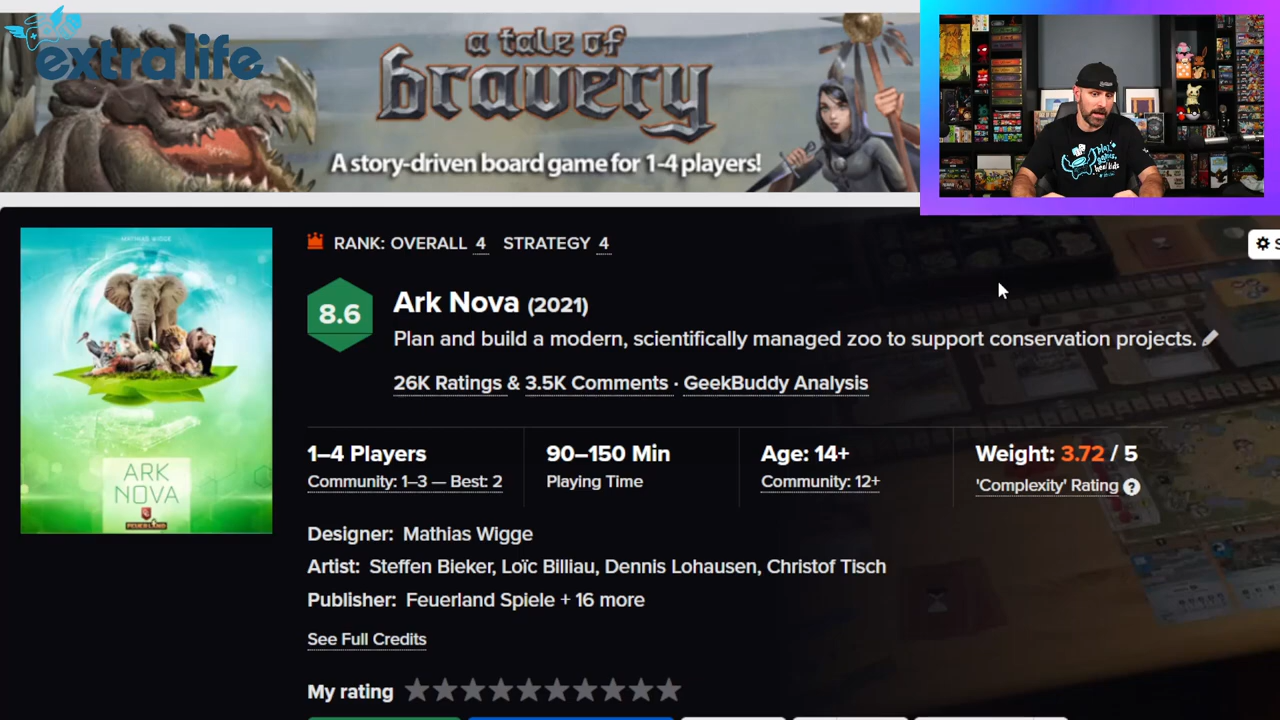 extra life
a tale of
bravery
A story-driven board game for 1-4 players!
RANK: OVERALL 4 STRATEGY 4
8.6
Ark Nova (2021)
Plan and build a modern, scientifically managed zoo to support conservation projects.
26K Ratings & 3.5K Comments · GeekBuddy Analysis
1–4 Players
Community: 1–3 — Best: 2
90–150 Min
Playing Time
Age: 14+
Community: 12+
Weight: 3.72 / 5
'Complexity' Rating ?
MATHIAS WIGGE
ARK
NOVA
FEUERLAND
Designer: Mathias Wigge
Artist: Steffen Bieker, Loïc Billiau, Dennis Lohausen, Christof Tisch
Publisher: Feuerland Spiele + 16 more
See Full Credits
My rating